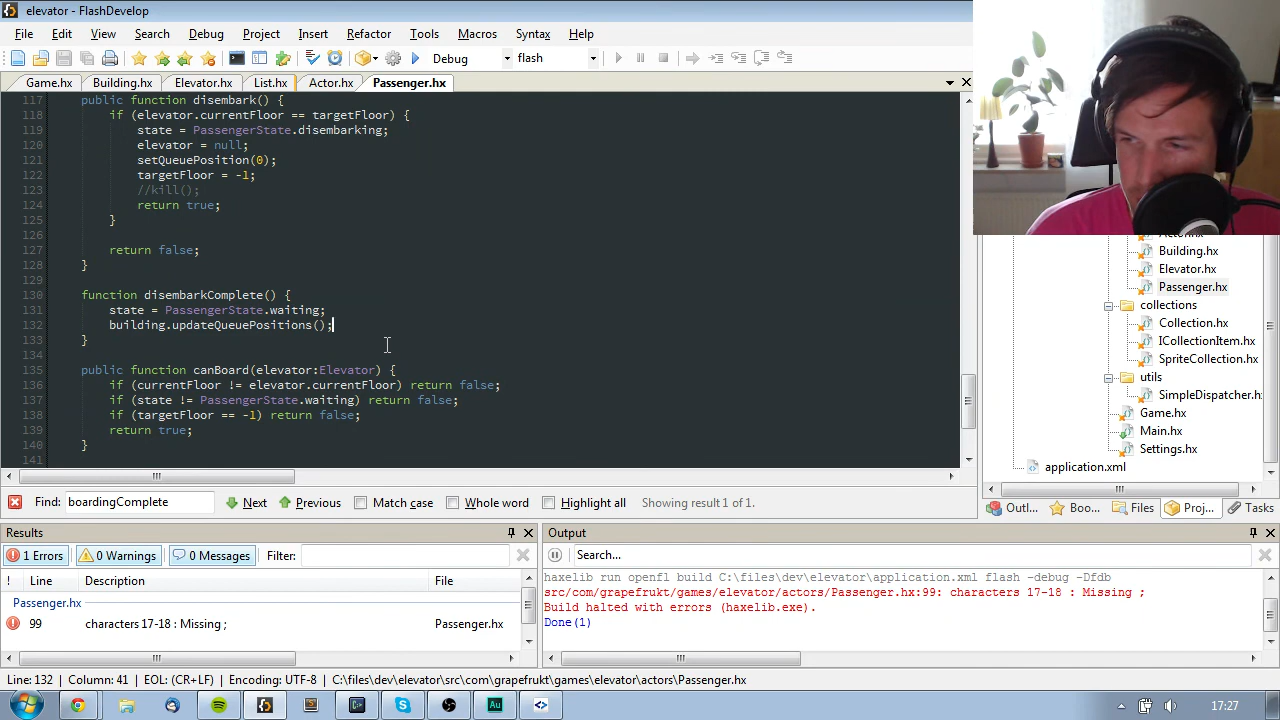 elevator - FlashDevelop
File Edit View Search Debug Project Insert Refactor Tools Macros Syntax Help
Debug flash
Game.hx Building.hx Elevator.hx List.hx Actor.hx Passenger.hx
117 public function disembark() {
118 if (elevator.currentFloor == targetFloor) {
119 state = PassengerState.disembarking;
120 elevator = null;
121 setQueuePosition(0);
122 targetFloor = -1;
123 //kill();
124 return true;
125 }
126
127 return false;
128 }
129
130 function disembarkComplete() {
131 state = PassengerState.waiting;
132 building.updateQueuePositions();
133 }
134
135 public function canBoard(elevator:Elevator) {
136 if (currentFloor != elevator.currentFloor) return false;
137 if (state != PassengerState.waiting) return false;
138 if (targetFloor == -1) return false;
139 return true;
140 }
141
Building.hx
Elevator.hx
Passenger.hx
collections
Collection.hx
ICollectionItem.hx
SpriteCollection.hx
utils
SimpleDispatcher.h
Game.hx
Main.hx
Settings.hx
application.xml
Outl... Boo... Files Proj... Tasks
Find: boardingComplete Next Previous Match case Whole word Highlight all Showing result 1 of 1.
Results
1 Errors 0 Warnings 0 Messages Filter:
! Line Description File
Passenger.hx
99 characters 17-18 : Missing ; Passenger.hx
Output
Search...
haxelib run openfl build C:\files\dev\elevator\application.xml flash -debug -Dfdb
src/com/grapefrukt/games/elevator/actors/Passenger.hx:99: characters 17-18 : Missing ;
Build halted with errors (haxelib.exe).
Done(1)
Line: 132 Column: 41 EOL: (CR+LF) Encoding: UTF-8 C:\files\dev\elevator\src\com\grapefrukt\games\elevator\actors\Passenger.hx
Au
17:27